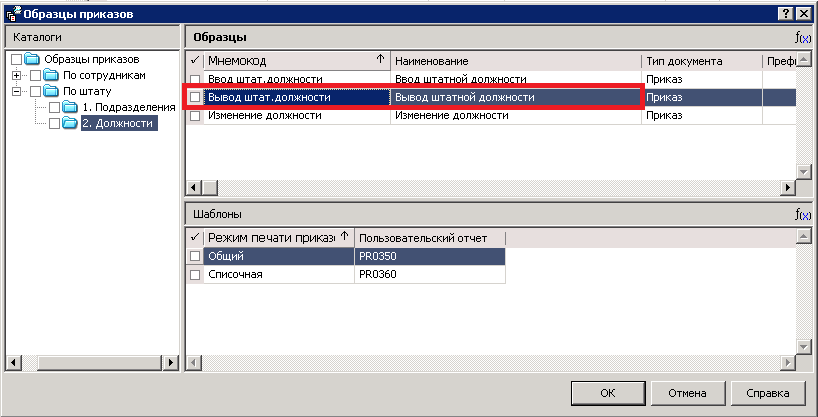 Образцы приказов
Каталоги
Образцы приказов
По сотрудникам
По штату
1. Подразделения
2. Должности
Образцы f(x)
Мнемокод Наименование Тип документа Преф
Ввод штат.должности Ввод штатной должности Приказ
Вывод штат.должности Вывод штатной должности Приказ
Изменение должности Изменение должности Приказ
Шаблоны f(x)
Режим печати приказ Пользовательский отчет
Общий PR0350
Списочная PR0360
OK Отмена Справка